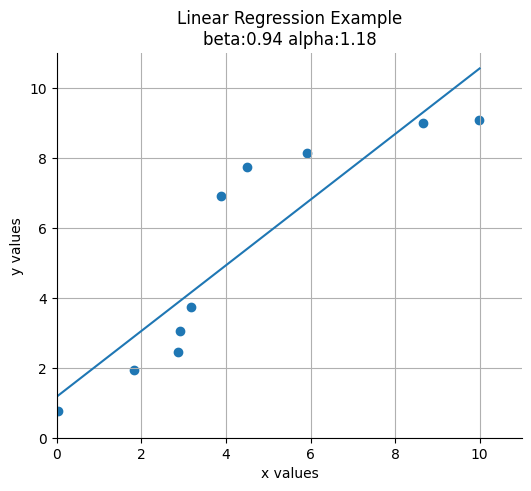 Linear Regression Example
beta:0.94 alpha:1.18
10
8
6
4
2
0
y values
0 2 4 6 8 10
x values